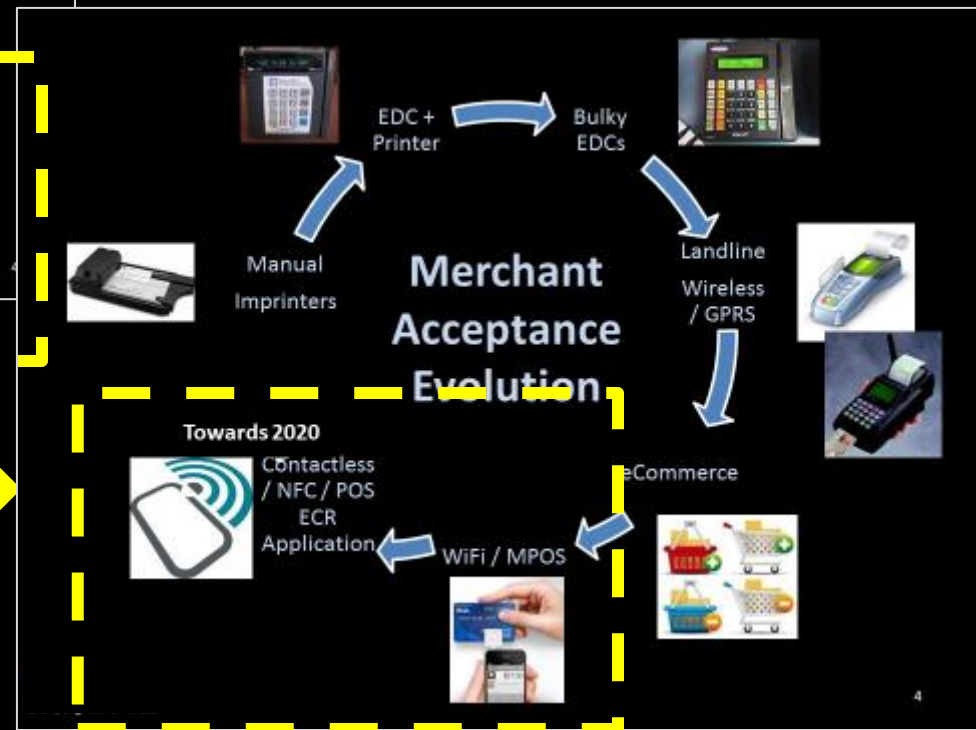 EDC +
Printer
Bulky
EDCs
Manual
Imprinters
Landline
Wireless
/ GPRS
Merchant
Acceptance
Evolution
Towards 2020
Contactless
/ NFC / POS
ECR
Application
WiFi / MPOS
eCommerce
4